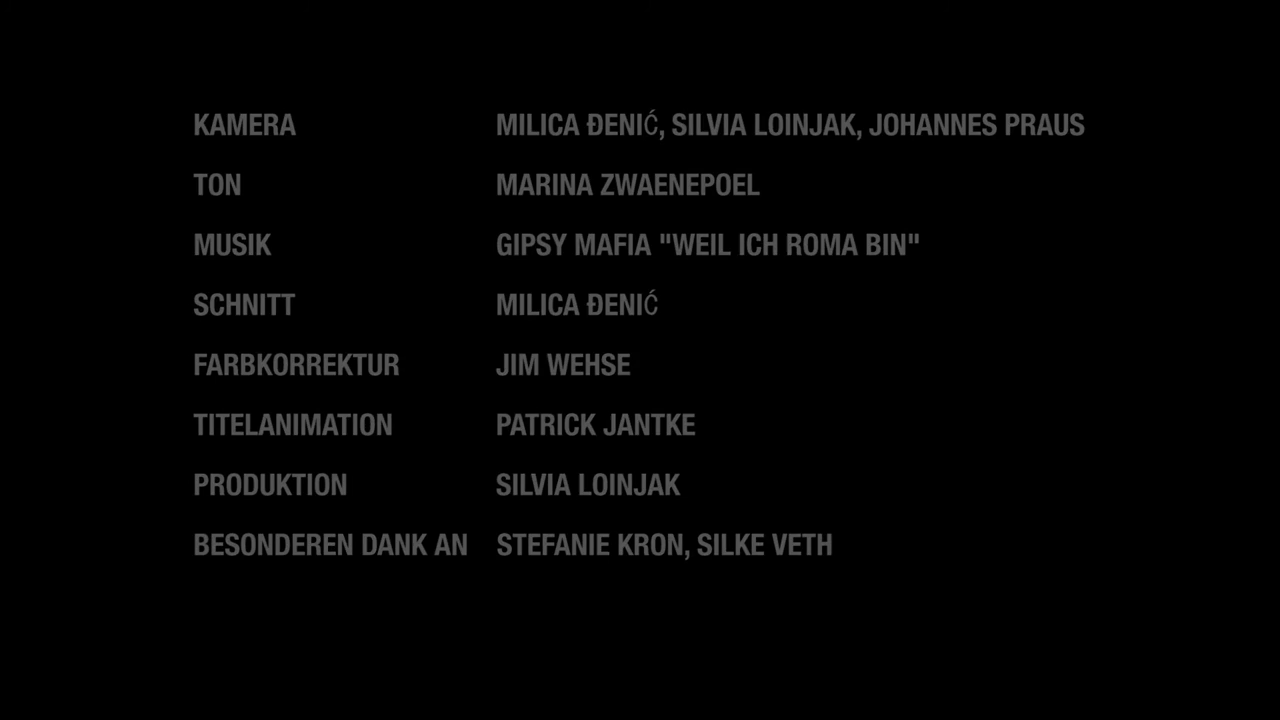 KAMERA MILICA ĐENIĆ, SILVIA LOINJAK, JOHANNES PRAUS
TON MARINA ZWAENEPOEL
MUSIK GIPSY MAFIA "WEIL ICH ROMA BIN"
SCHNITT MILICA ĐENIĆ
FARBKORREKTUR JIM WEHSE
TITELANIMATION PATRICK JANTKE
PRODUKTION SILVIA LOINJAK
BESONDEREN DANK AN STEFANIE KRON, SILKE VETH